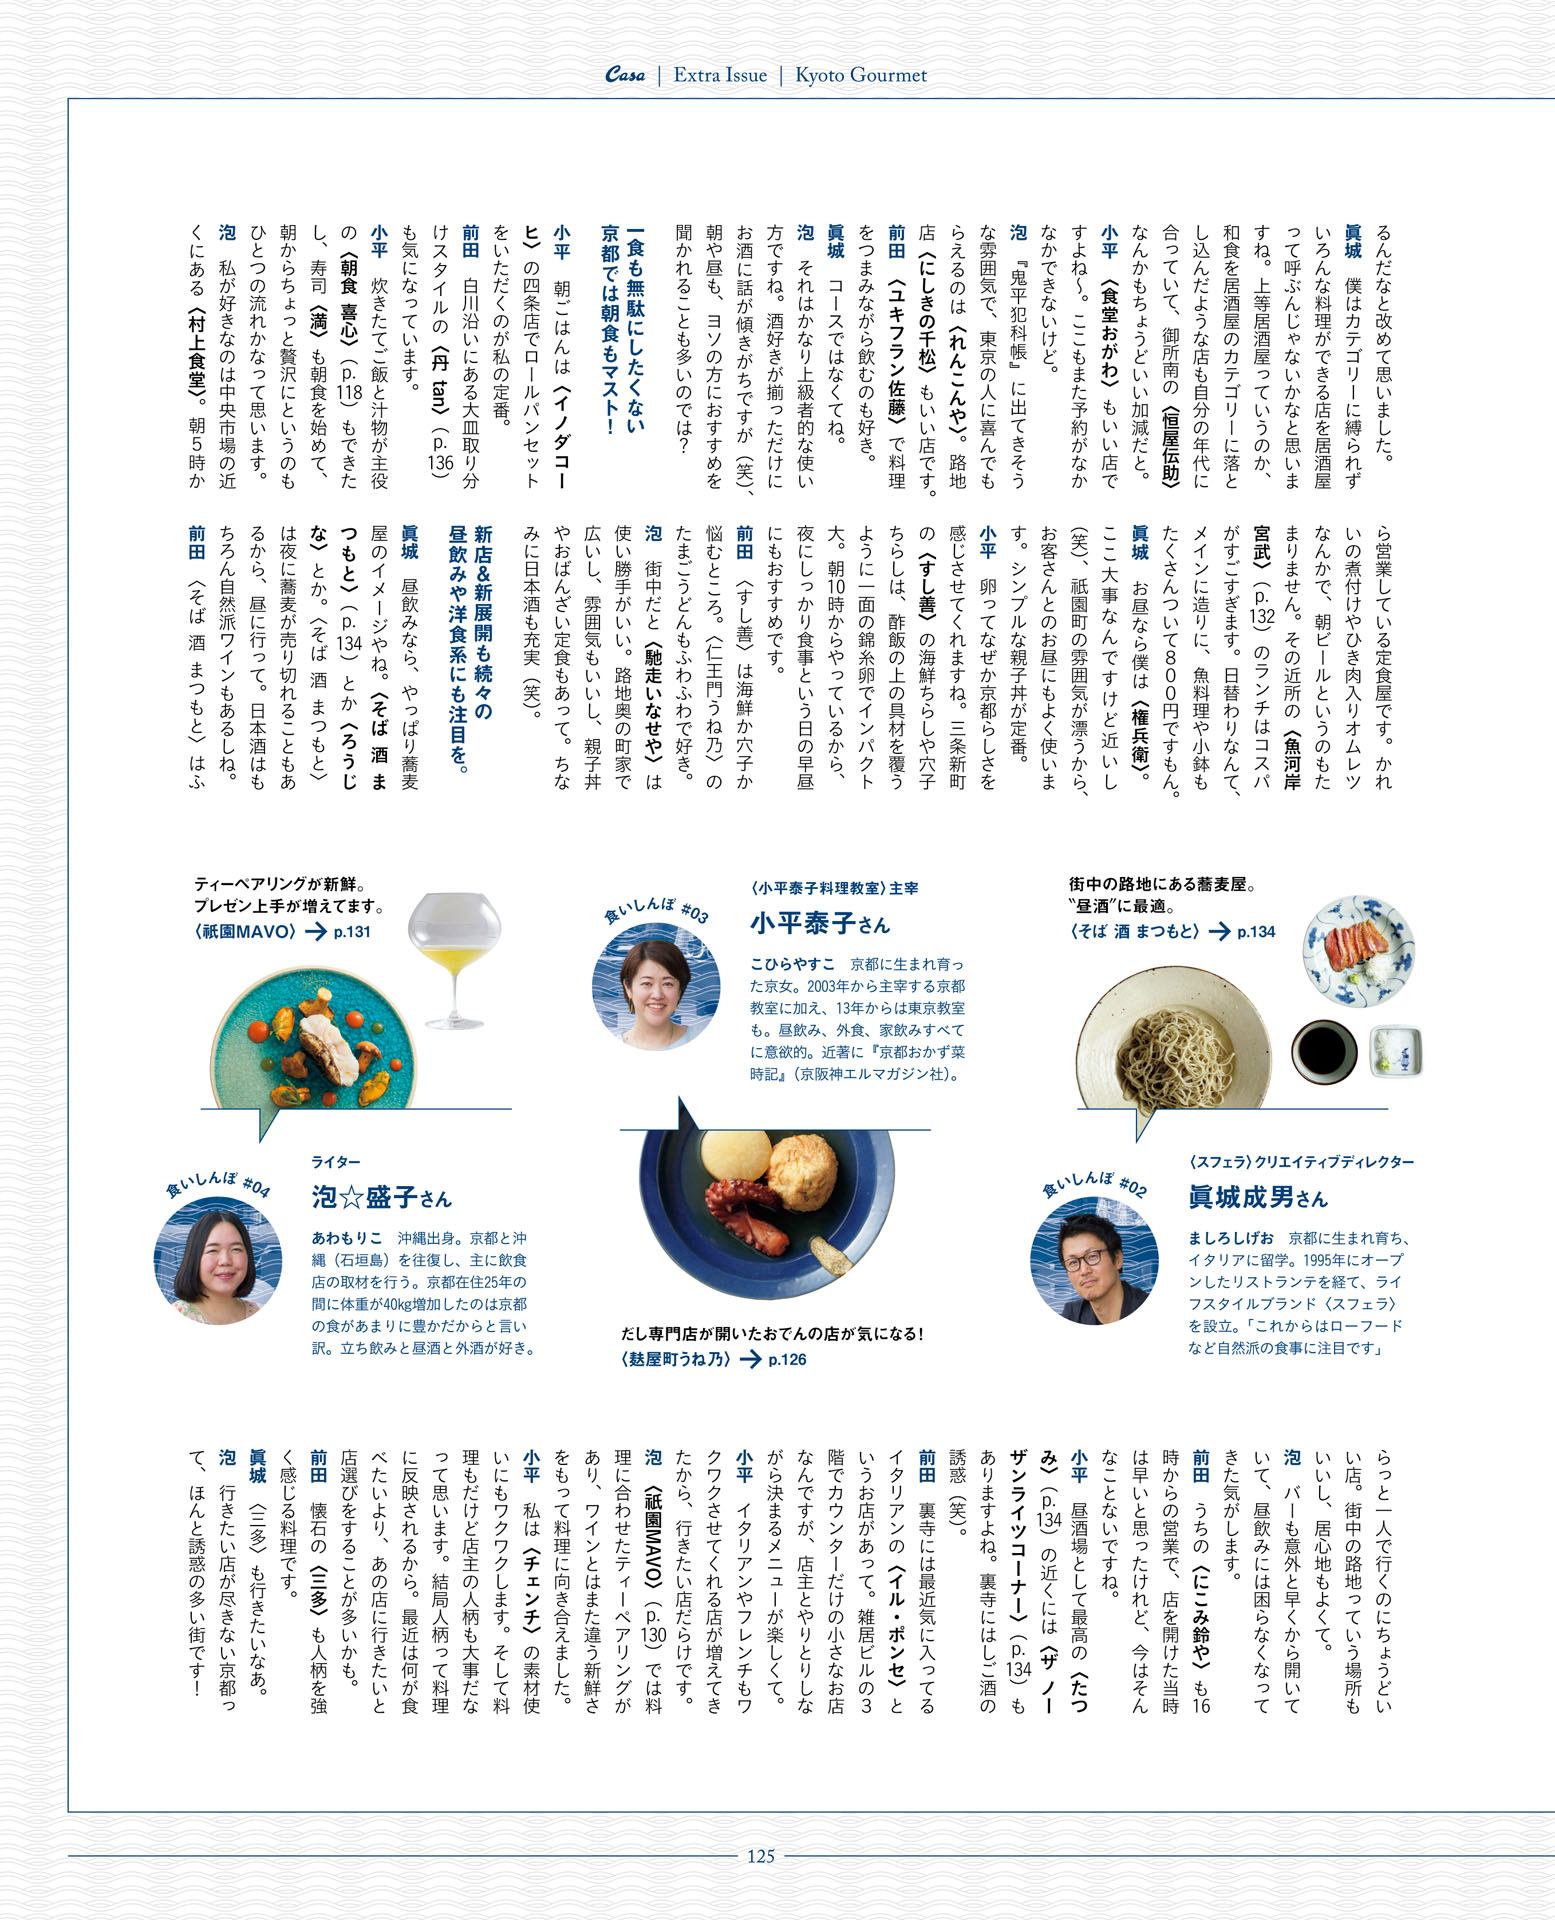 Casa | Extra Issue | Kyoto Gourmet
るんだなと改めて思いました。
眞城　僕はカテゴリーに縛られず
いろんな料理ができる店を居酒屋
って呼ぶんじゃないかなと思いま
すね。上等居酒屋っていうのか、
和食を居酒屋のカテゴリーに落と
し込んだような店も自分の年代に
合っていて、御所南の〈恒屋伝助〉
なんかもちょうどいい加減だと。
小平　〈食堂おがわ〉もいい店で
すよね〜。ここもまた予約がなか
なかできないけど。
泡　『鬼平犯科帳』に出てきそう
な雰囲気で、東京の人に喜んでも
らえるのは〈れんこんや〉。路地
店〈にしきの千松〉もいい店です。
前田　〈ユキフラン佐藤〉で料理
をつまみながら飲むのも好き。
眞城　コースではなくてね。
泡　それはかなり上級者的な使い
方ですね。酒好きが揃っただけに
お酒に話が傾きがちですが（笑）、
朝や昼も、ヨソの方におすすめを
聞かれることも多いのでは？
一食も無駄にしたくない
京都では朝食もマスト！
小平　朝ごはんは〈イノダコー
ヒ〉の四条店でロールパンセット
をいただくのが私の定番。
前田　白川沿いにある大皿取り分
けスタイルの〈丹 tan〉（p.136）
も気になっています。
小平　炊きたてご飯と汁物が主役
の〈朝食 喜心〉（p.118）もできた
し、寿司〈満〉も朝食を始めて、
朝からちょっと贅沢にというのも
ひとつの流れかなって思います。
泡　私が好きなのは中央市場の近
くにある〈村上食堂〉。朝5時か
ら営業している定食屋です。かれ
いの煮付けやひき肉入りオムレツ
なんかで、朝ビールというのもた
まりません。その近所の〈魚河岸
宮武〉（p.132）のランチはコスパ
がすごすぎます。日替わりなんて、
メインに造りに、魚料理や小鉢も
たくさんついて800円ですもん。
眞城　お昼なら僕は〈権兵衛〉。
ここ大事なんですけど近いし
（笑）、祇園町の雰囲気が漂うから、
お客さんとのお昼にもよく使いま
す。シンプルな親子丼が定番。
小平　卵ってなぜか京都らしさを
感じさせてくれますね。三条新町
の〈すし善〉の海鮮ちらしや穴子
ちらしは、酢飯の上の具材を覆う
ように一面の錦糸卵でインパクト
大。朝10時からやっているから、
夜にしっかり食事という日の早昼
にもおすすめです。
前田　〈すし善〉は海鮮か穴子か
悩むところ。〈仁王門うね乃〉の
たまごうどんもふわふわで好き。
泡　街中だと〈馳走いなせや〉は
使い勝手がいい。路地奥の町家で
広いし、雰囲気もいいし、親子丼
やおばんざい定食もあって。ちな
みに日本酒も充実（笑）。
新店＆新展開も続々の
昼飲みや洋食系にも注目を。
眞城　昼飲みなら、やっぱり蕎麦
屋のイメージやね。〈そば 酒 ま
つもと〉（p.134）とか〈ろうじ
な〉とか。〈そば 酒 まつもと〉
は夜に蕎麦が売り切れることもあ
るから、昼に行って。日本酒はも
ちろん自然派ワインもあるしね。
前田　〈そば 酒 まつもと〉はふ
街中の路地にある蕎麦屋。
“昼酒”に最適。
〈そば 酒 まつもと〉→ p.134
食いしんぼ #02
〈スフェラ〉クリエイティブディレクター
眞城成男さん
ましろしげお　京都に生まれ育ち、
イタリアに留学。1995年にオープ
ンしたリストランテを経て、ライ
フスタイルブランド〈スフェラ〉
を設立。「これからはローフード
など自然派の食事に注目です」
食いしんぼ #03
〈小平泰子料理教室〉主宰
小平泰子さん
こひらやすこ　京都に生まれ育っ
た京女。2003年から主宰する京都
教室に加え、13年からは東京教室
も。昼飲み、外食、家飲みすべて
に意欲的。近著に『京都おかず菜
時記』（京阪神エルマガジン社）。
だし専門店が開いたおでんの店が気になる！
〈麩屋町うね乃〉→ p.126
ティーペアリングが新鮮。
プレゼン上手が増えてます。
〈祇園MAVO〉→ p.131
食いしんぼ #04
ライター
泡☆盛子さん
あわもりこ　沖縄出身。京都と沖
縄（石垣島）を往復し、主に飲食
店の取材を行う。京都在住25年の
間に体重が40kg増加したのは京都
の食があまりに豊かだからと言い
訳。立ち飲みと昼酒と外酒が好き。
らっと一人で行くのにちょうどい
い店。街中の路地っていう場所も
いいし、居心地もよくて。
泡　バーも意外と早くから開いて
いて、昼飲みには困らなくなって
きた気がします。
前田　うちの〈にこみ鈴や〉も16
時からの営業で、店を開けた当時
は早いと思ったけれど、今はそん
なことないですね。
小平　昼酒場として最高の〈たつ
み〉（p.134）の近くには〈ザ ノー
ザンライツコーナー〉（p.134）も
ありますよね。裏寺にはしご酒の
誘惑（笑）。
前田　裏寺には最近気に入ってる
イタリアンの〈イル・ポンセ〉と
いうお店があって。雑居ビルの3
階でカウンターだけの小さなお店
なんですが、店主とやりとりしな
がら決まるメニューが楽しくて。
小平　イタリアンやフレンチもワ
クワクさせてくれる店が増えてき
たから、行きたい店だらけです。
泡　〈祇園MAVO〉（p.130）では料
理に合わせたティーペアリングが
あり、ワインとはまた違う新鮮さ
をもって料理に向き合えました。
小平　私は〈チェンチ〉の素材使
いにもワクワクします。そして料
理もだけど店主の人柄も大事だな
って思います。結局人柄って料理
に反映されるから。最近は何が食
べたいより、あの店に行きたいと
店選びをすることが多いかも。
前田　懐石の〈三多〉も人柄を強
く感じる料理です。
眞城　〈三多〉も行きたいなあ。
泡　行きたい店が尽きない京都っ
て、ほんと誘惑の多い街です！
125